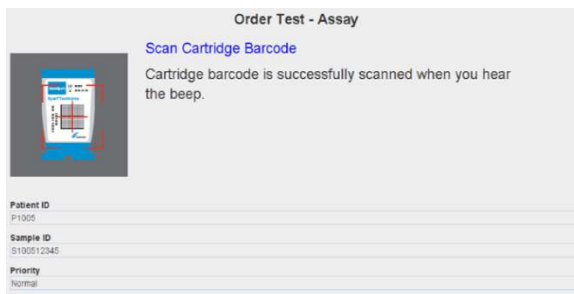 Order Test - Assay
Scan Cartridge Barcode
Cartridge barcode is successfully scanned when you hear
the beep.
Patient ID
P1005
Sample ID
S100512345
Priority
Normal